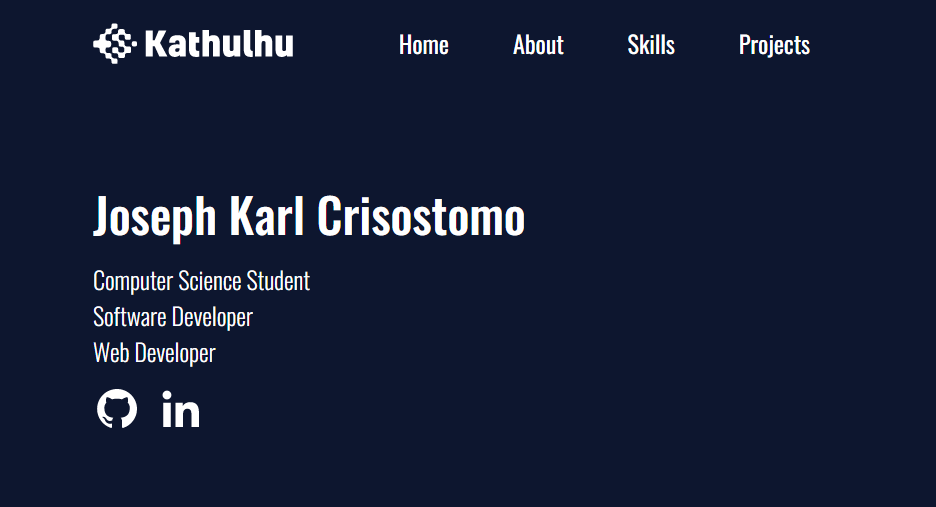 Kathulhu Home About Skills Projects
Joseph Karl Crisostomo
Computer Science Student
Software Developer
Web Developer
in